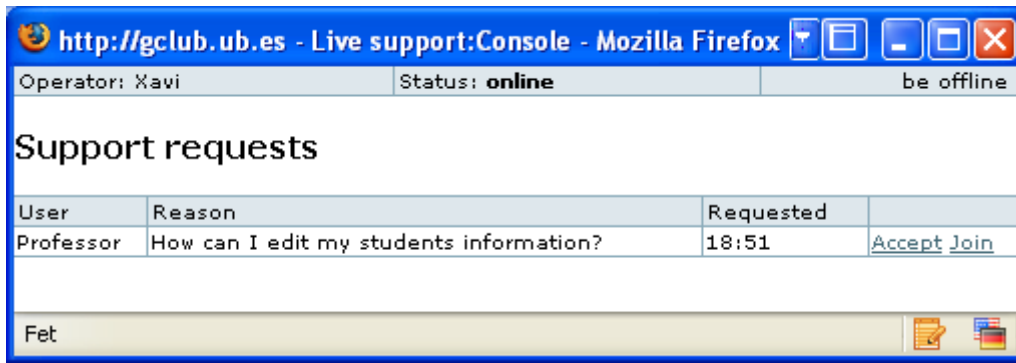 http://gclub.ub.es - Live support:Console - Mozilla Firefox
Operator: Xavi Status: online be offline
Support requests
User Reason Requested
Professor How can I edit my students information? 18:51 Accept Join
Fet